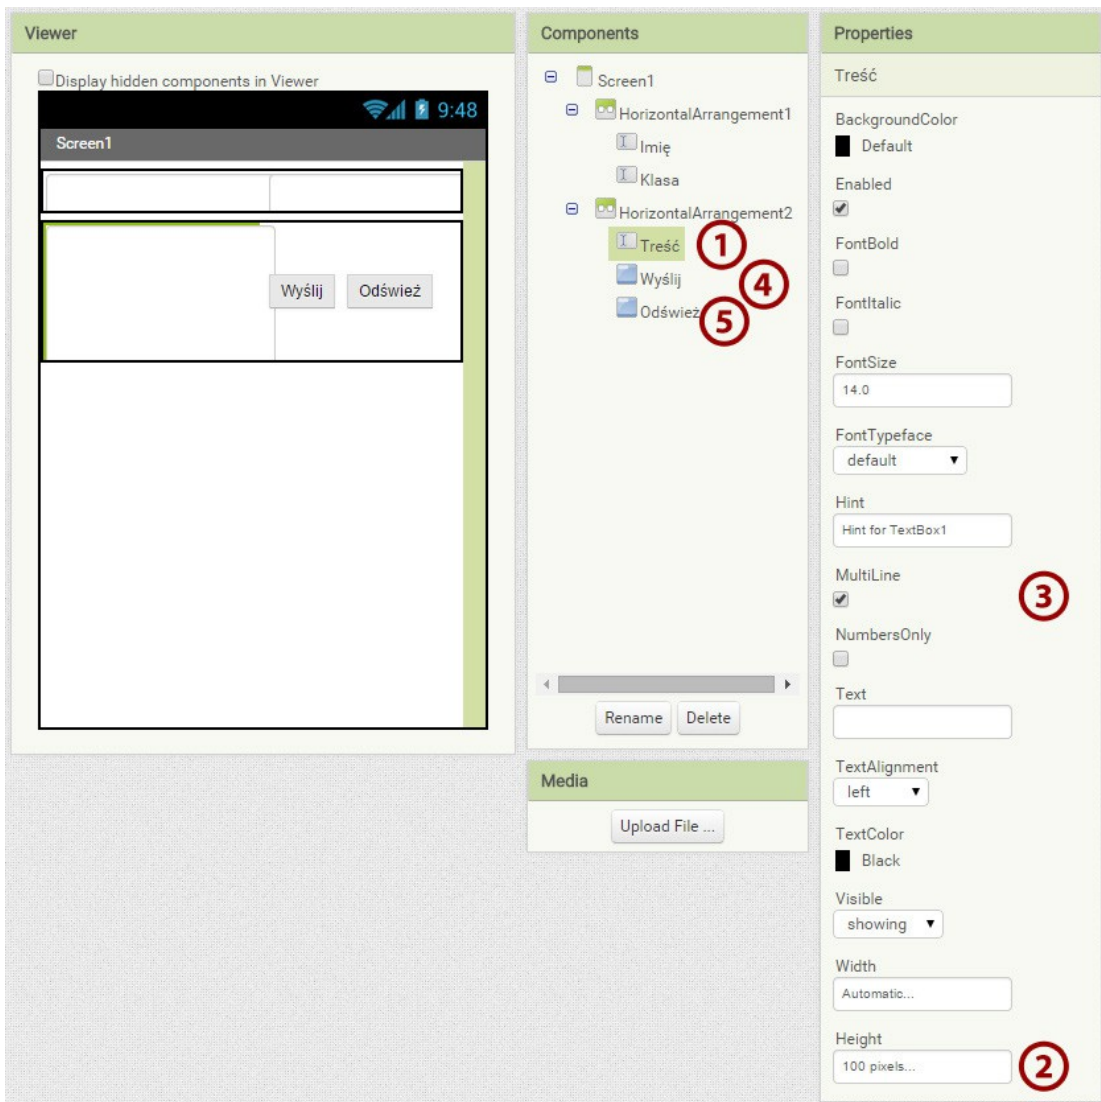 Viewer
Display hidden components in Viewer
9:48
Screen1
Wyślij
Odśwież
Components
Screen1
HorizontalArrangement1
Imię
Klasa
HorizontalArrangement2
Treść
1
Wyślij
4
Odśwież
5
Rename
Delete
Media
Upload File ...
Properties
Treść
BackgroundColor
Default
Enabled
FontBold
FontItalic
FontSize
14.0
FontTypeface
default
Hint
Hint for TextBox1
MultiLine
3
NumbersOnly
Text
TextAlignment
left
TextColor
Black
Visible
showing
Width
Automatic...
Height
100 pixels...
2